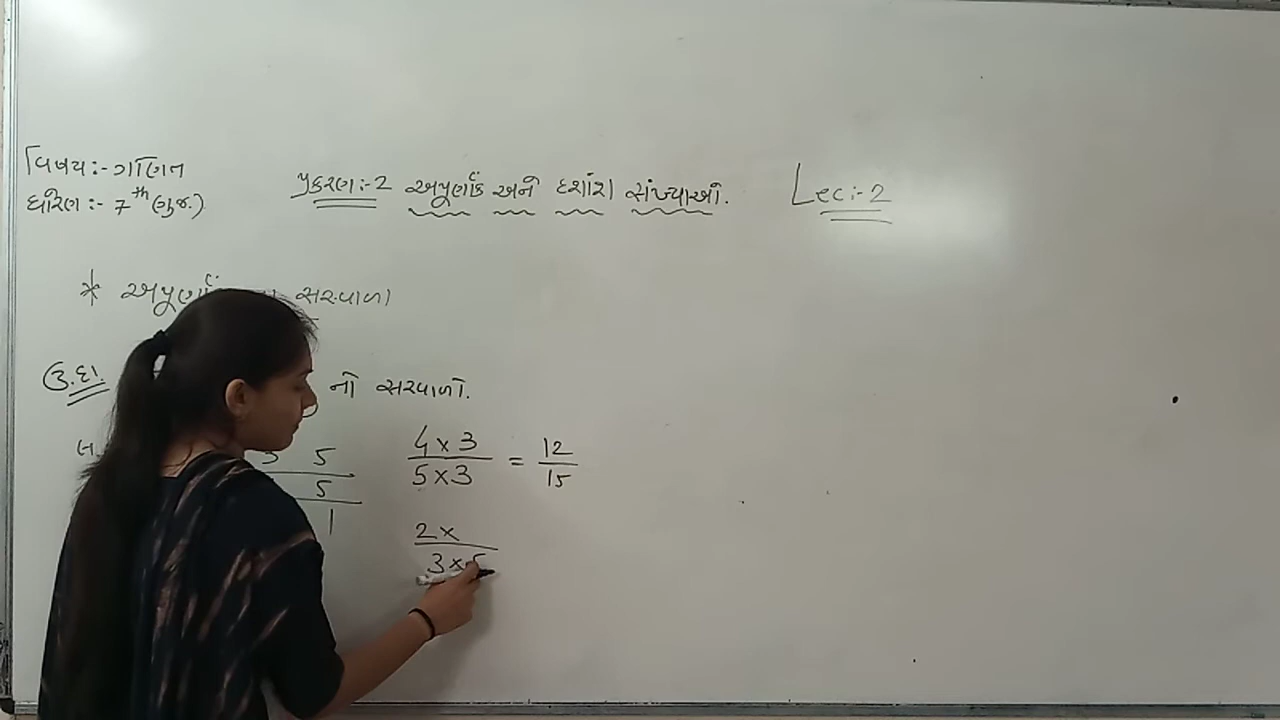 વિષય:- ગણિત
ધોરણ:- 7th (ગુજ.)
પ્રકરણ:-2 અપૂર્ણાંક અને દશાંશ સંખ્યાઓ.
Lec:-2
* સરવાળા
ઉ.દા. નો સરવાળો.
3 5
5
1
4 x 3
5 x 3
= 12
15
2 x
3 x 5